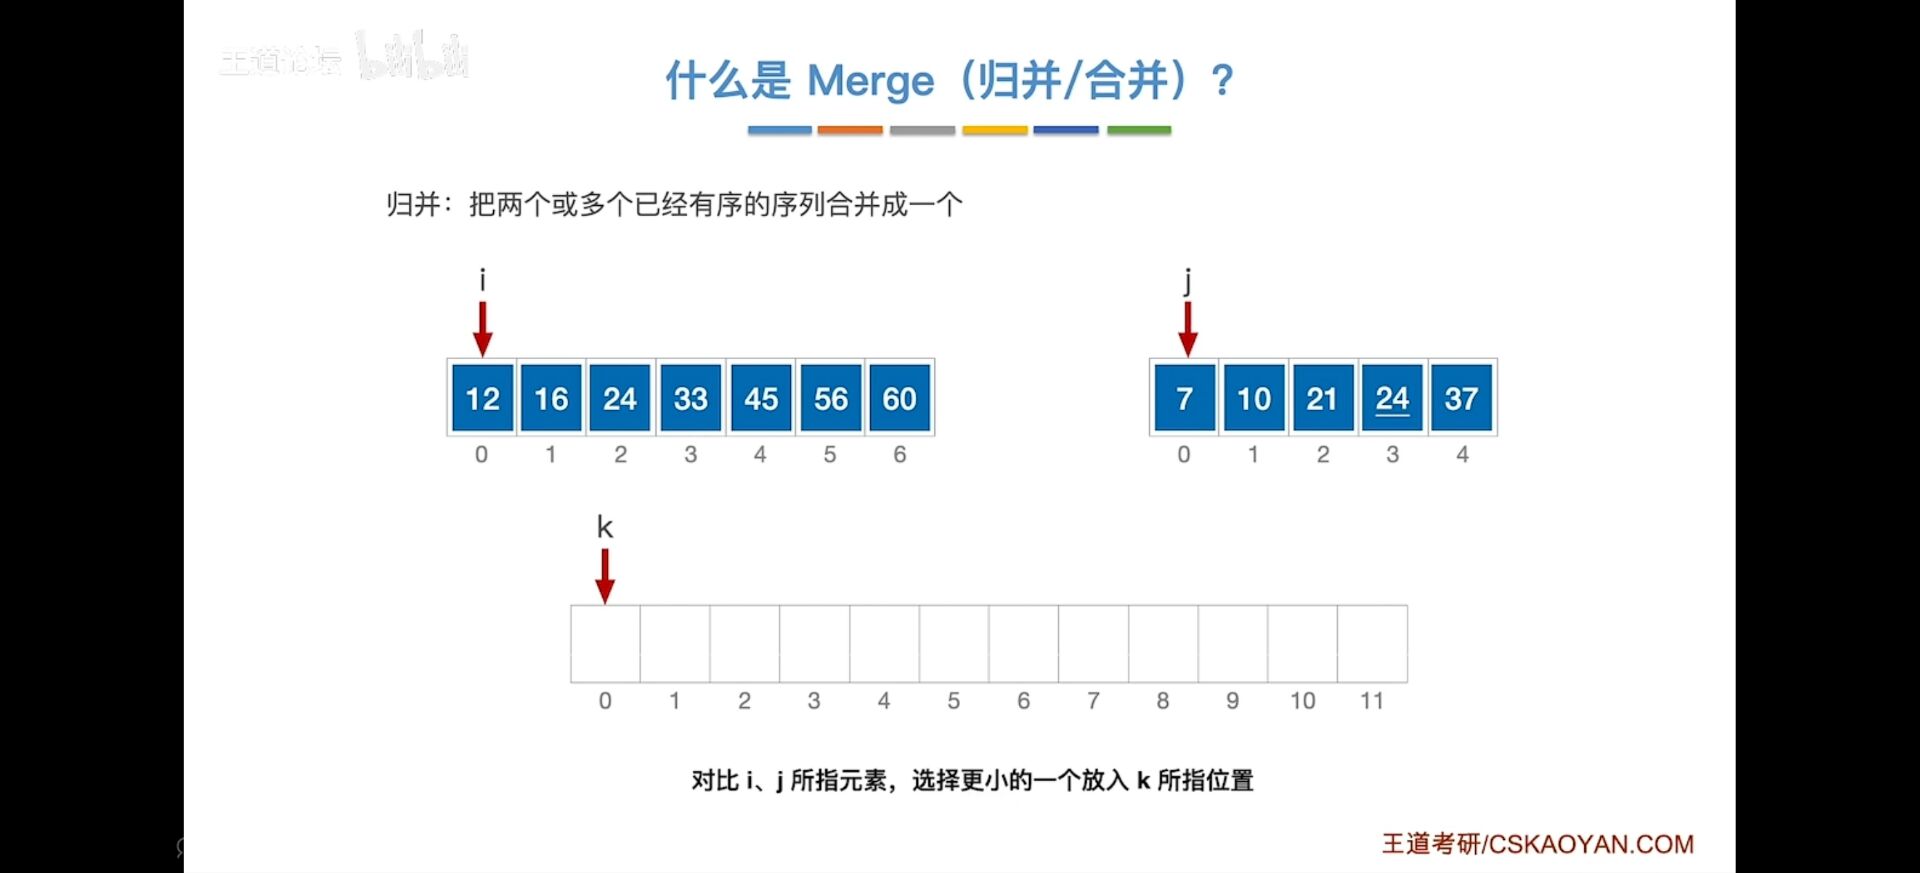 王道论坛 bilibili
什么是 Merge（归并/合并）?
归并：把两个或多个已经有序的序列合并成一个
i j
12 16 24 33 45 56 60 7 10 21 24 37
0 1 2 3 4 5 6 0 1 2 3 4
k
0 1 2 3 4 5 6 7 8 9 10 11
对比 i、j 所指元素，选择更小的一个放入 k 所指位置
王道考研/CSKAOYAN.COM